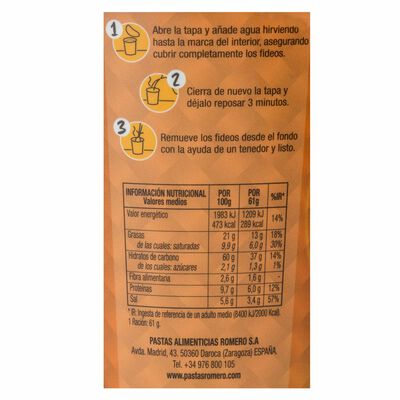 1 Abre la tapa y añade agua hirviendo
hasta la marca del interior, asegurando
cubrir completamente los fideos.
2 Cierra de nuevo la tapa y
déjalo reposar 3 minutos.
3 Remueve los fideos desde el fondo
con la ayuda de un tenedor y listo.
INFORMACIÓN NUTRICIONAL POR POR %IR*
Valores medios 100g 61g
Valor energético 1983 kJ 1209 kJ 14%
473 kcal 289 kcal
Grasas 21 g 13 g 18%
de las cuales: saturadas 9,9 g 6,0 g 30%
Hidratos de carbono 60 g 37 g 14%
de los cuales: azúcares 2,1 g 1,3 g 1%
Fibra alimentaria 2,6 g 1,6 g -
Proteínas 9,7 g 6,0 g 12%
Sal 5,6 g 3,4 g 57%
* IR: Ingesta de referencia de un adulto medio (8400 kJ/2000 Kcal).
1 Ración: 61 g.
PASTAS ALIMENTICIAS ROMERO S.A
Avda. Madrid, 43. 50360 Daroca (Zaragoza) ESPAÑA.
Tel. +34 976 800 105
www.pastasromero.com